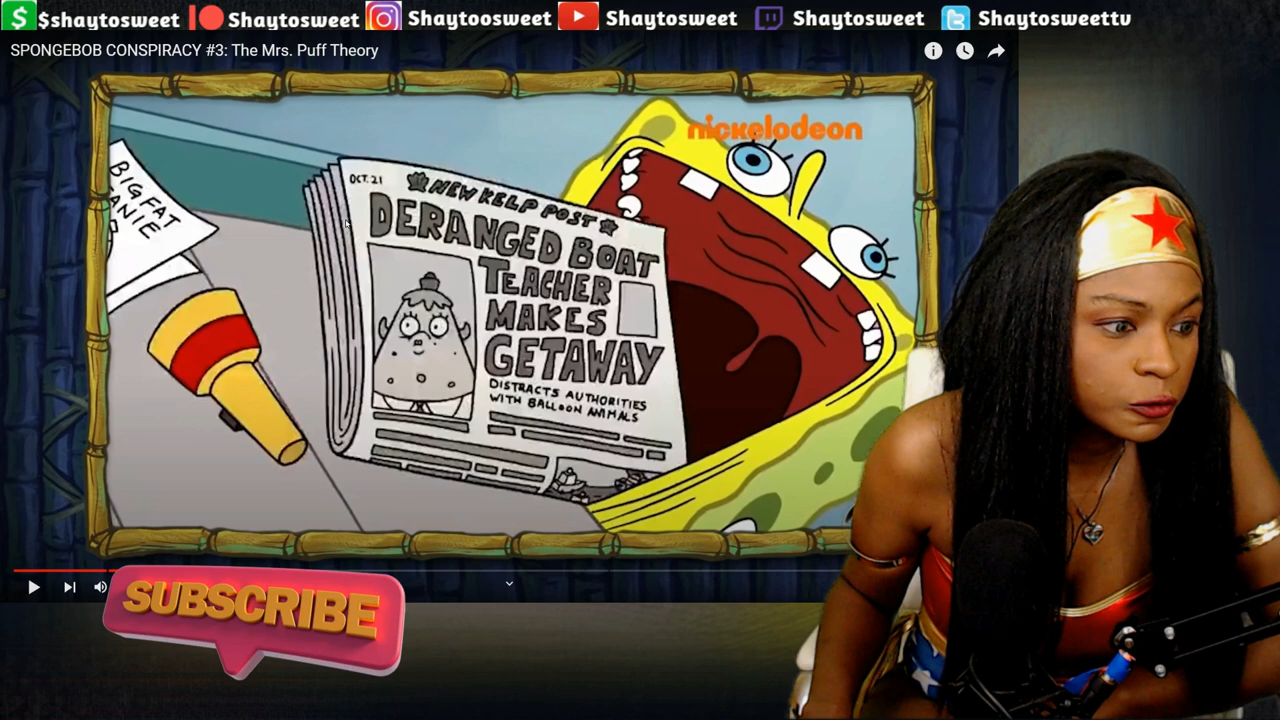 $shaytosweet Shaytosweet Shaytoosweet Shaytosweet Shaytosweet Shaytosweettv
SPONGEBOB CONSPIRACY #3: The Mrs. Puff Theory
nickelodeon
BIG FAT
OCT. 21
NEW KELP POST
DERANGED BOAT
TEACHER
MAKES
GETAWAY
DISTRACTS AUTHORITIES
WITH BALLOON ANIMALS
SUBSCRIBE